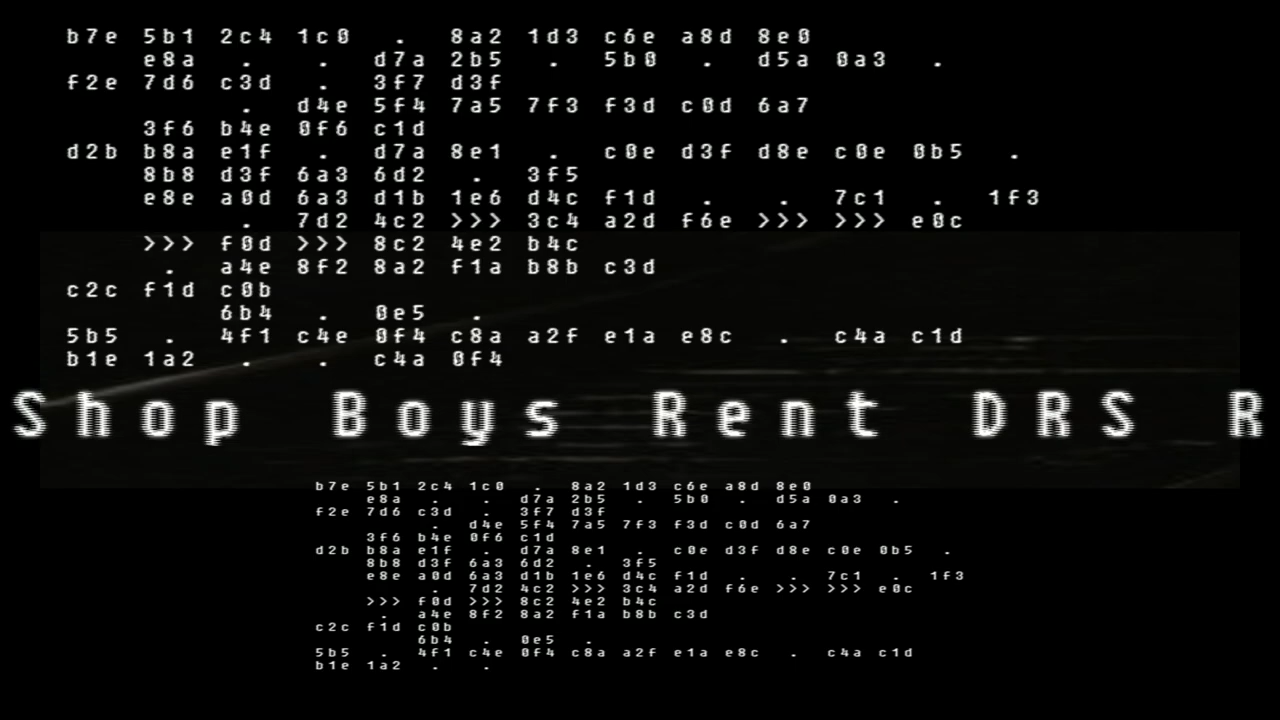 b7e 5b1 2c4 1c0 . 8a2 1d3 c6e a8d 8e0
e8a . . d7a 2b5 . 5b0 . d5a 0a3 .
f2e 7d6 c3d . 3f7 d3f
. d4e 5f4 7a5 7f3 f3d c0d 6a7
3f6 b4e 0f6 c1d
d2b b8a e1f . d7a 8e1 . c0e d3f d8e c0e 0b5 .
8b8 d3f 6a3 6d2 . 3f5
e8e a0d 6a3 d1b 1e6 d4c f1d . . 7c1 . 1f3
. 7d2 4c2 >>> 3c4 a2d f6e >>> >>> e0c
>>> f0d >>> 8c2 4e2 b4c
. a4e 8f2 8a2 f1a b8b c3d
c2c f1d c0b
6b4 . 0e5 .
5b5 . 4f1 c4e 0f4 c8a a2f e1a e8c . c4a c1d
b1e 1a2 . . c4a 0f4
Shop Boys Rent DRS R
b7e 5b1 2c4 1c0 . 8a2 1d3 c6e a8d 8e0
e8a . . d7a 2b5 . 5b0 . d5a 0a3 .
f2e 7d6 c3d . 3f7 d3f
. d4e 5f4 7a5 7f3 f3d c0d 6a7
3f6 b4e 0f6 c1d
d2b b8a e1f . d7a 8e1 . c0e d3f d8e c0e 0b5 .
8b8 d3f 6a3 6d2 . 3f5
e8e a0d 6a3 d1b 1e6 d4c f1d . . 7c1 . 1f3
. 7d2 4c2 >>> 3c4 a2d f6e >>> >>> e0c
>>> f0d >>> 8c2 4e2 b4c
. a4e 8f2 8a2 f1a b8b c3d
c2c f1d c0b
6b4 . 0e5 .
5b5 . 4f1 c4e 0f4 c8a a2f e1a e8c . c4a c1d
b1e 1a2 . .